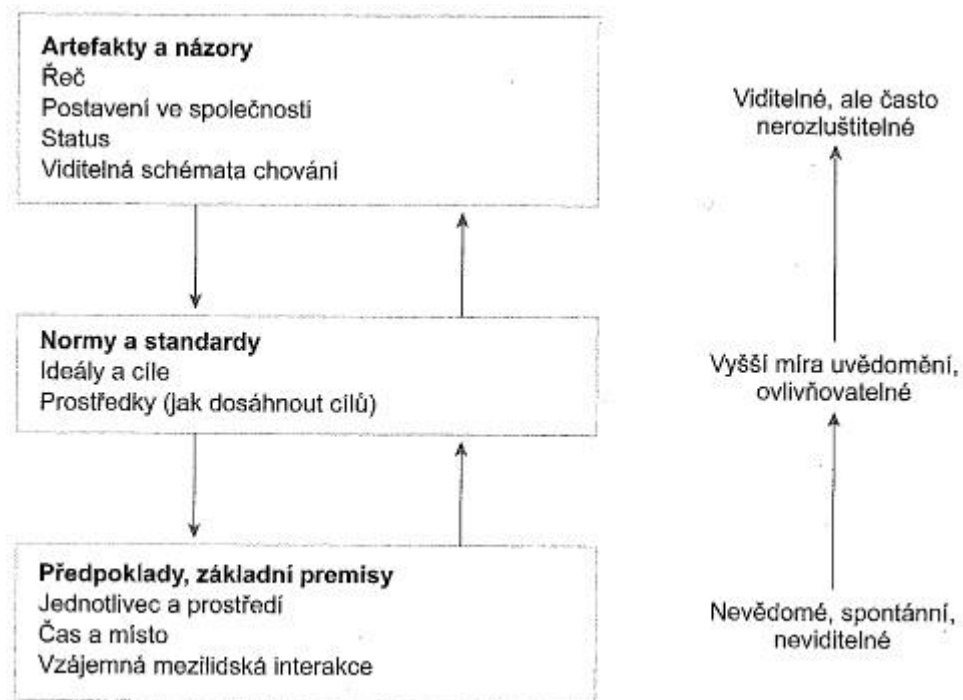 Artefakty a názory
Řeč
Postavení ve společnosti
Status
Viditelná schémata chování
Viditelné, ale často
nerozluštitelné
Normy a standardy
Ideály a cíle
Prostředky (jak dosáhnout cílů)
Vyšší míra uvědomění,
ovlivňovatelné
Předpoklady, základní premisy
Jednotlivec a prostředí
Čas a místo
Vzájemná mezilidská interakce
Nevědomé, spontánní,
neviditelné